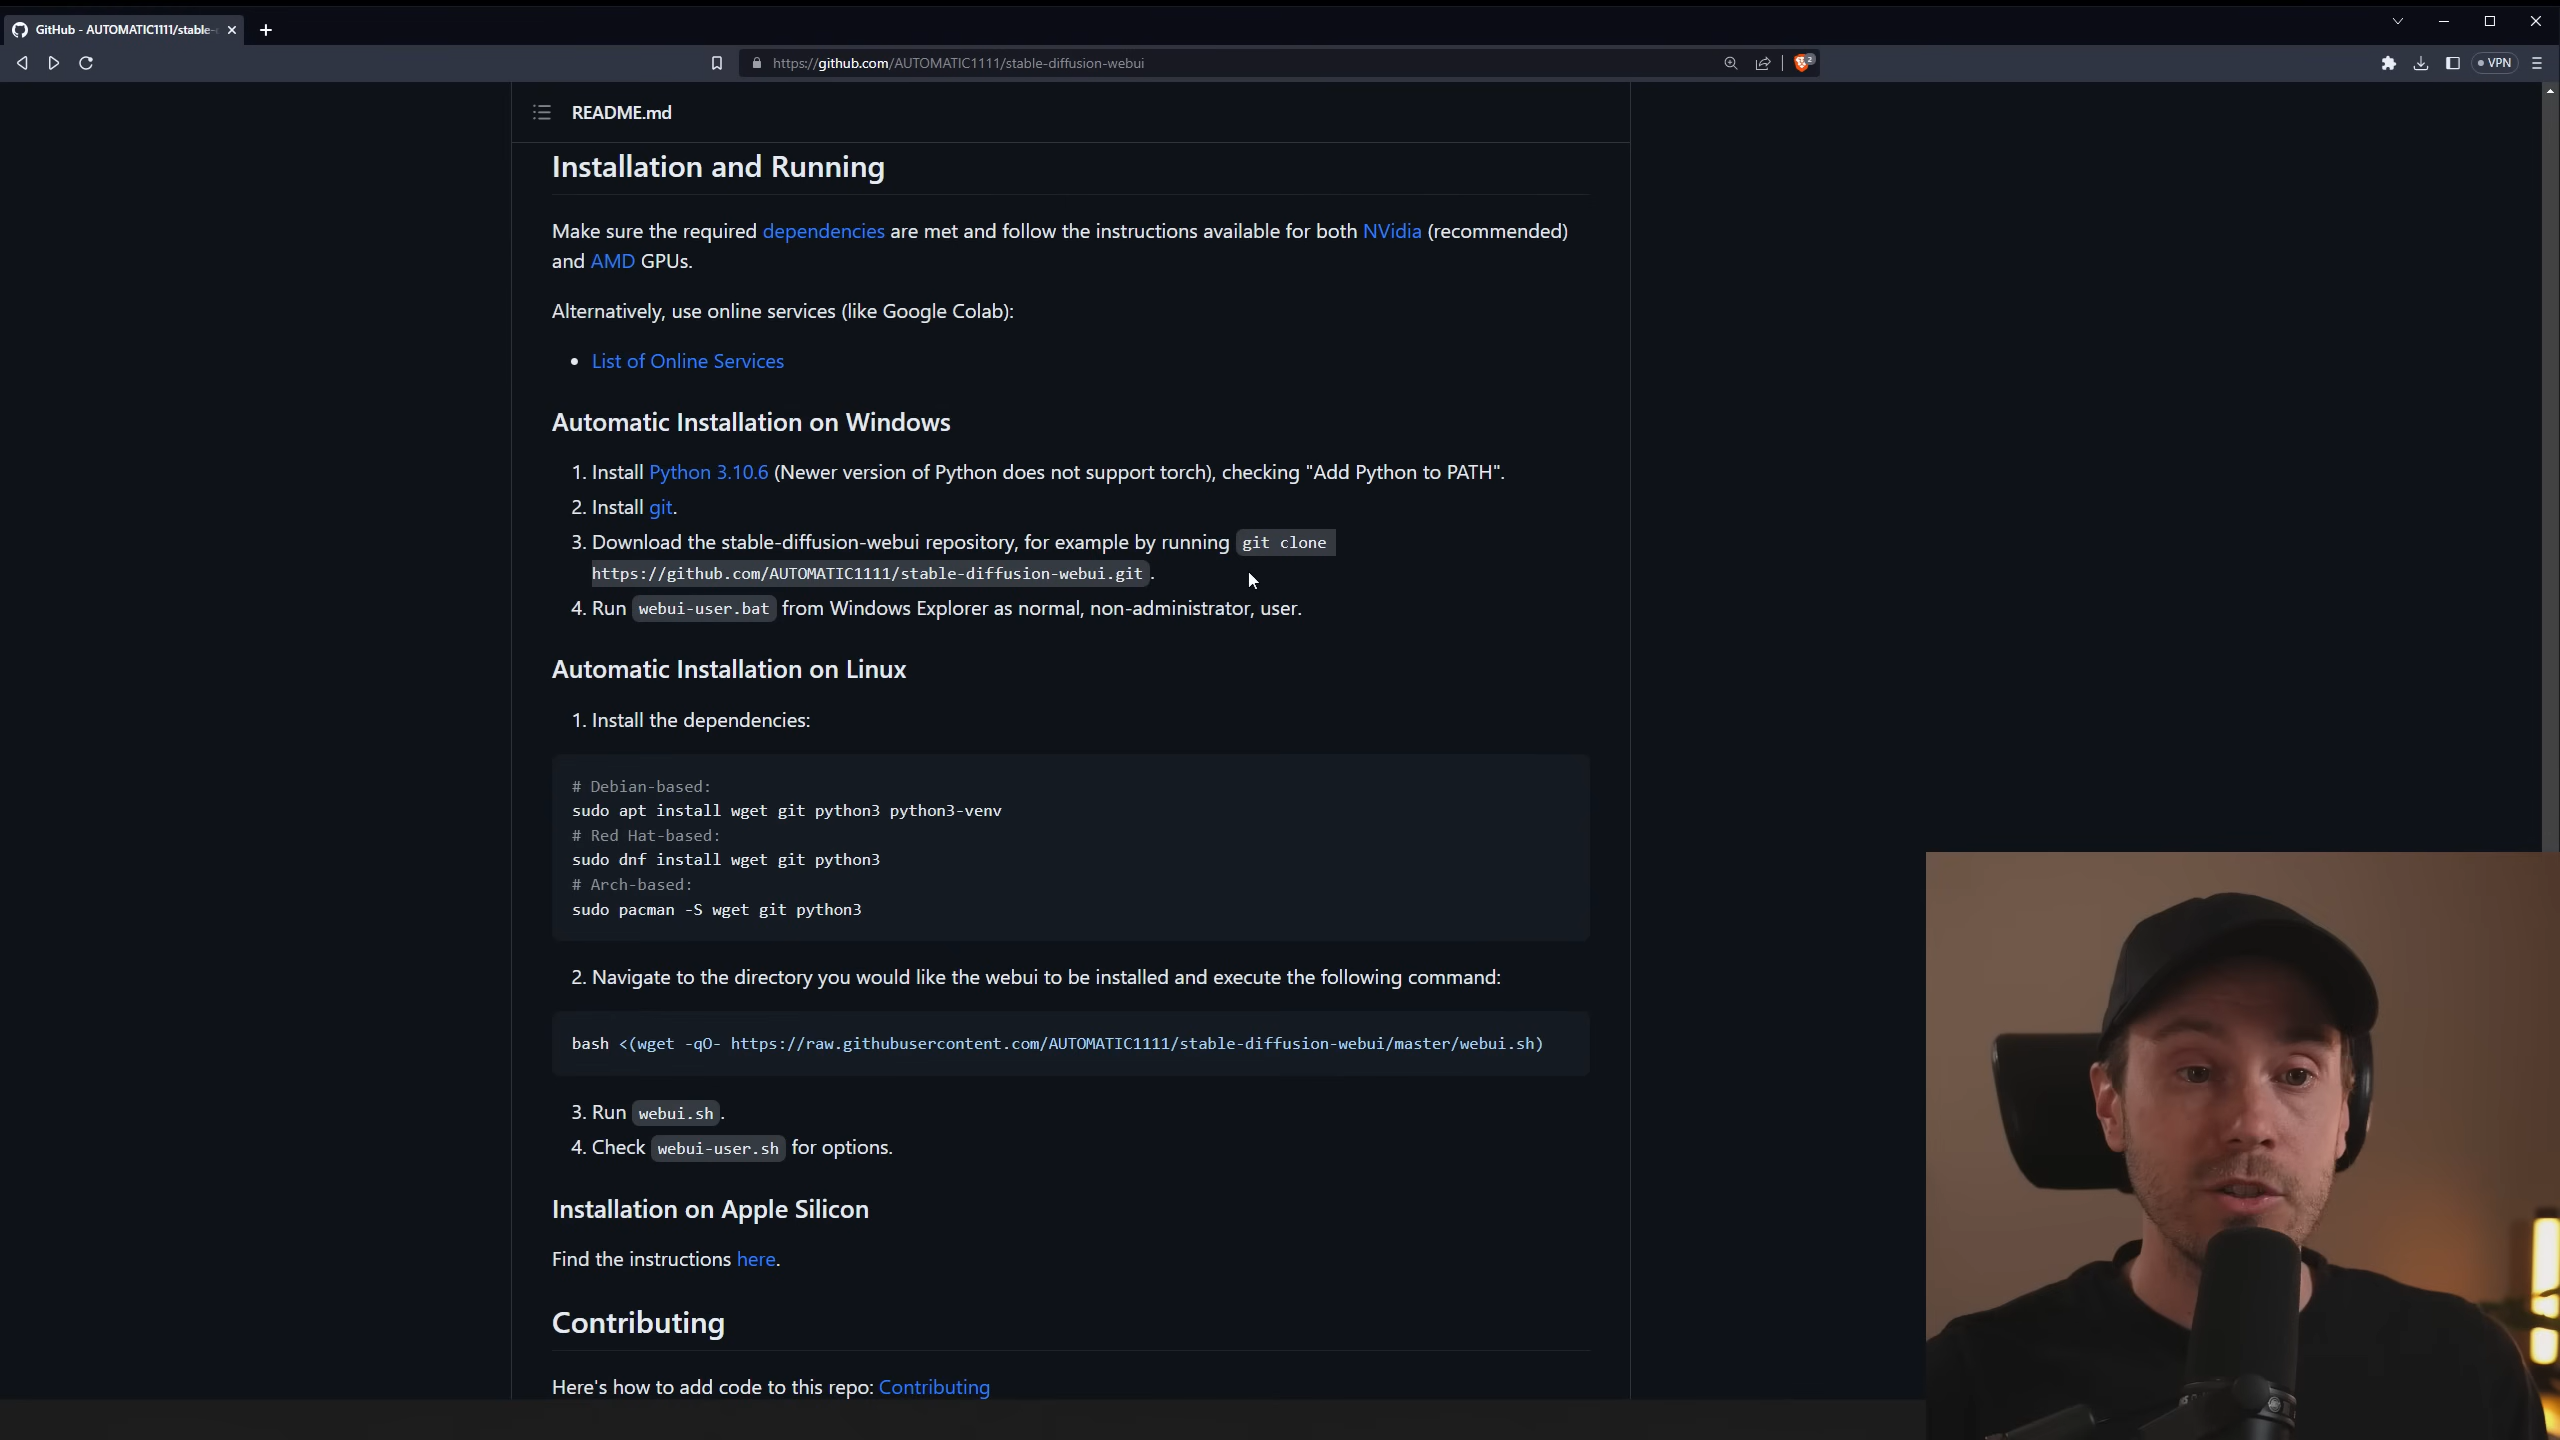 GitHub - AUTOMATIC1111/stable-
https://github.com/AUTOMATIC1111/stable-diffusion-webui
2
VPN
README.md
Installation and Running
Make sure the required dependencies are met and follow the instructions available for both NVidia (recommended)
and AMD GPUs.
Alternatively, use online services (like Google Colab):
• List of Online Services
Automatic Installation on Windows
1. Install Python 3.10.6 (Newer version of Python does not support torch), checking "Add Python to PATH".
2. Install git.
3. Download the stable-diffusion-webui repository, for example by running git clone
https://github.com/AUTOMATIC1111/stable-diffusion-webui.git.
4. Run webui-user.bat from Windows Explorer as normal, non-administrator, user.
Automatic Installation on Linux
1. Install the dependencies:
# Debian-based:
sudo apt install wget git python3 python3-venv
# Red Hat-based:
sudo dnf install wget git python3
# Arch-based:
sudo pacman -S wget git python3
2. Navigate to the directory you would like the webui to be installed and execute the following command:
bash <(wget -qO- https://raw.githubusercontent.com/AUTOMATIC1111/stable-diffusion-webui/master/webui.sh)
3. Run webui.sh.
4. Check webui-user.sh for options.
Installation on Apple Silicon
Find the instructions here.
Contributing
Here's how to add code to this repo: Contributing